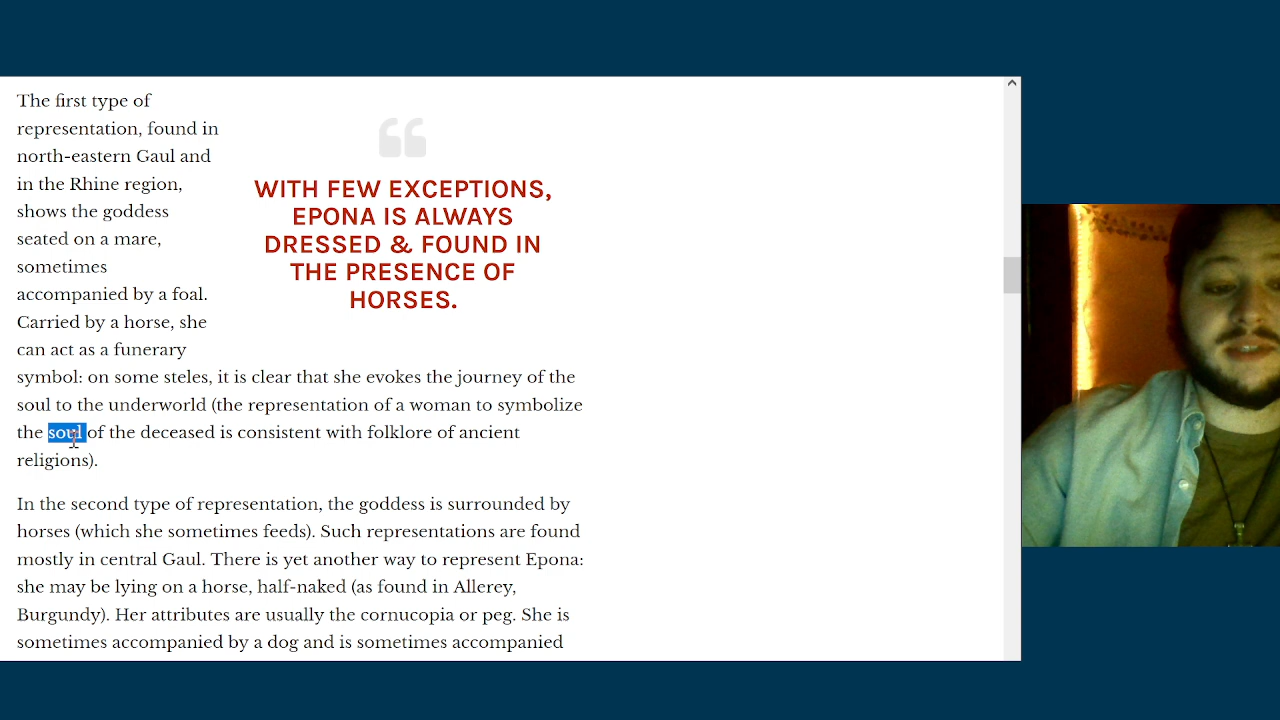 The first type of
representation, found in
north-eastern Gaul and
in the Rhine region,
shows the goddess
seated on a mare,
sometimes
accompanied by a foal.
Carried by a horse, she
can act as a funerary
symbol: on some steles, it is clear that she evokes the journey of the
soul to the underworld (the representation of a woman to symbolize
the soul of the deceased is consistent with folklore of ancient
religions).
“
WITH FEW EXCEPTIONS,
EPONA IS ALWAYS
DRESSED & FOUND IN
THE PRESENCE OF
HORSES.
In the second type of representation, the goddess is surrounded by
horses (which she sometimes feeds). Such representations are found
mostly in central Gaul. There is yet another way to represent Epona:
she may be lying on a horse, half-naked (as found in Allerey,
Burgundy). Her attributes are usually the cornucopia or peg. She is
sometimes accompanied by a dog and is sometimes accompanied